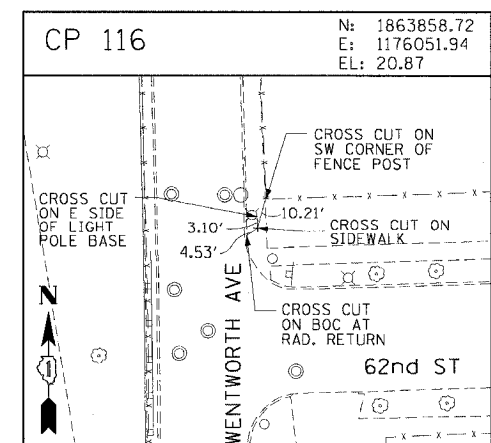 CP 116
N: 1863858.72
E: 1176051.94
EL: 20.87
CROSS CUT ON
SW CORNER OF
FENCE POST
CROSS CUT
ON E SIDE
OF LIGHT
POLE BASE
10.21'
3.10'
4.53'
CROSS CUT ON
SIDEWALK
CROSS CUT
ON BOC AT
RAD. RETURN
N
1
WENTWORTH AVE
62nd ST